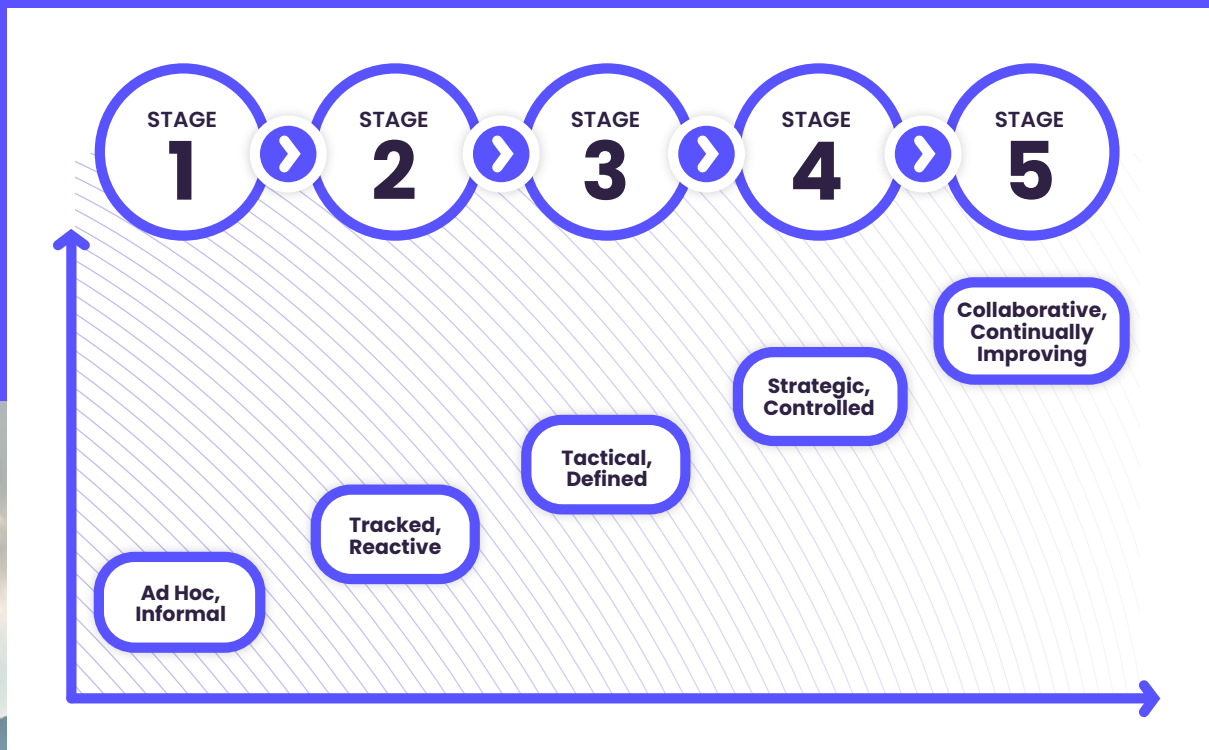 STAGE
1
STAGE
2
STAGE
3
STAGE
4
STAGE
5
Collaborative,
Continually
Improving
Strategic,
Controlled
Tactical,
Defined
Tracked,
Reactive
Ad Hoc,
Informal